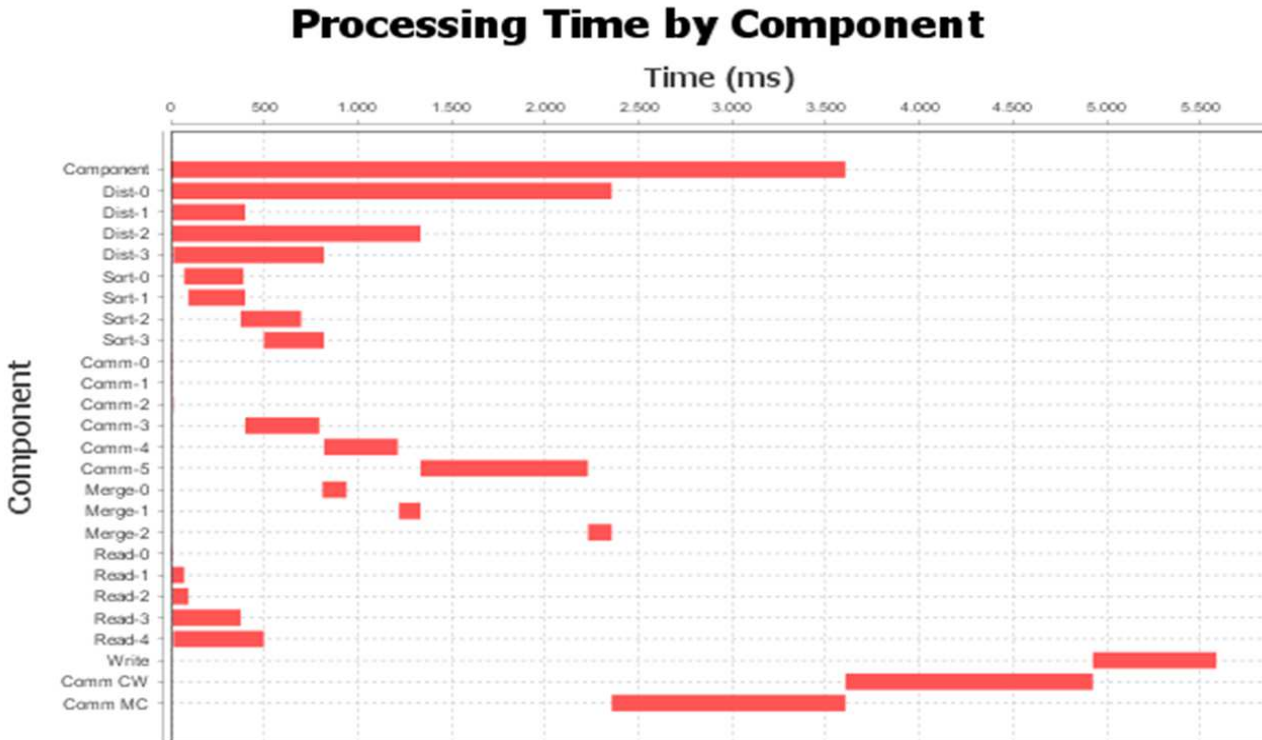 Processing Time by Component
Time (ms)
0 500 1.000 1.500 2.000 2.500 3.000 3.500 4.000 4.500 5.000 5.500
Component
Component
Dist-0
Dist-1
Dist-2
Dist-3
Sort-0
Sort-1
Sort-2
Sort-3
Comm-0
Comm-1
Comm-2
Comm-3
Comm-4
Comm-5
Merge-0
Merge-1
Merge-2
Read-0
Read-1
Read-2
Read-3
Read-4
Write
Comm CW
Comm MC